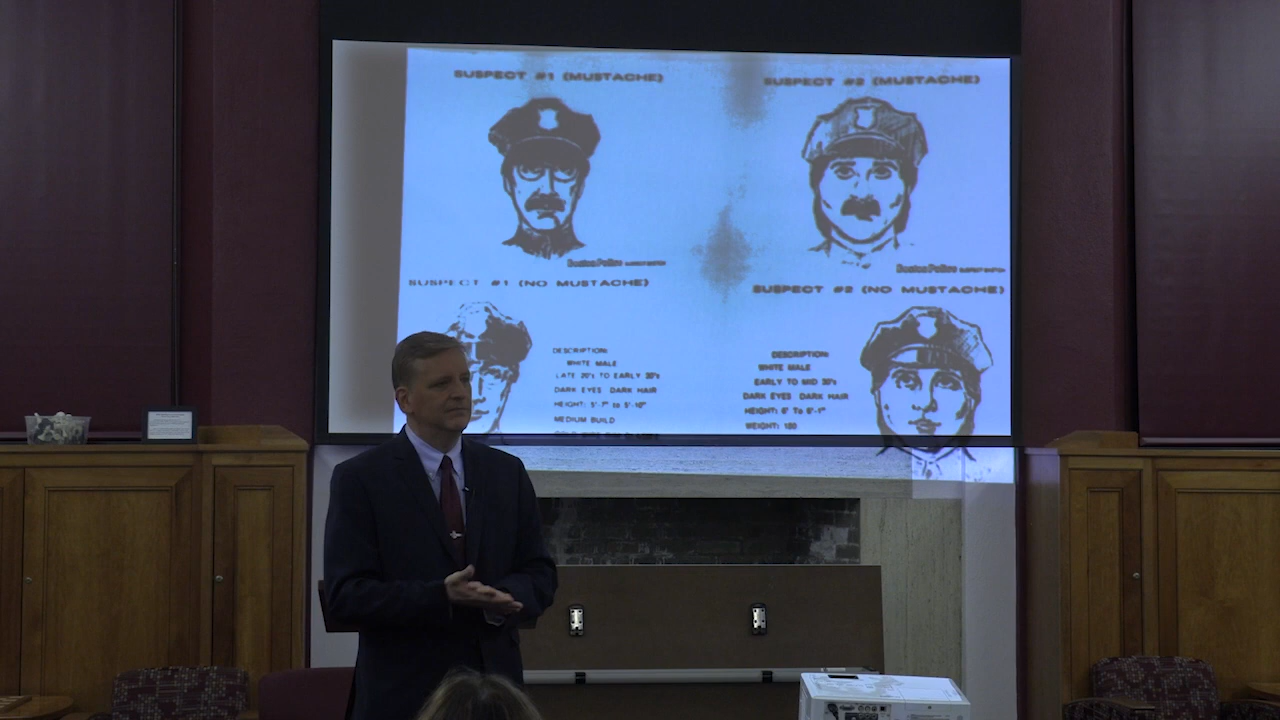 SUSPECT #1 (MUSTACHE)
SUSPECT #2 (MUSTACHE)
Boston Police
Boston Police
SUSPECT #1 (NO MUSTACHE)
SUSPECT #2 (NO MUSTACHE)
DESCRIPTION:
WHITE MALE
LATE 20's TO EARLY 30's
DARK EYES DARK HAIR
HEIGHT: 5'-7" to 5'-10"
MEDIUM BUILD
DESCRIPTION:
WHITE MALE
EARLY TO MID 30's
DARK EYES DARK HAIR
HEIGHT: 6' To 6'-1"
WEIGHT: 180